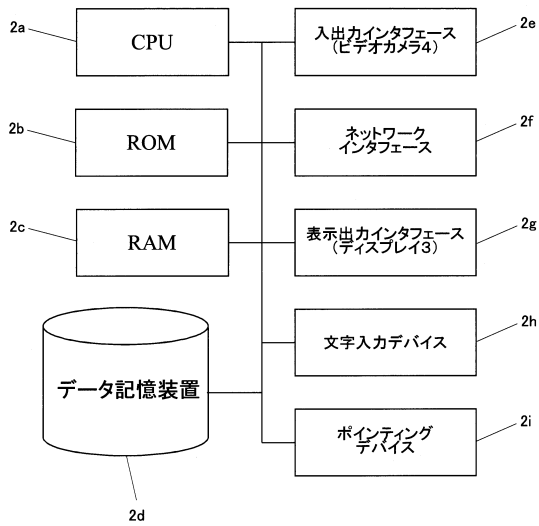 2a
CPU
2b
ROM
2c
RAM
データ記憶装置
2d
入出力インタフェース
(ビデオカメラ4)
2e
ネットワーク
インタフェース
2f
表示出力インタフェース
(ディスプレイ3)
2g
文字入力デバイス
2h
ポインティング
デバイス
2i